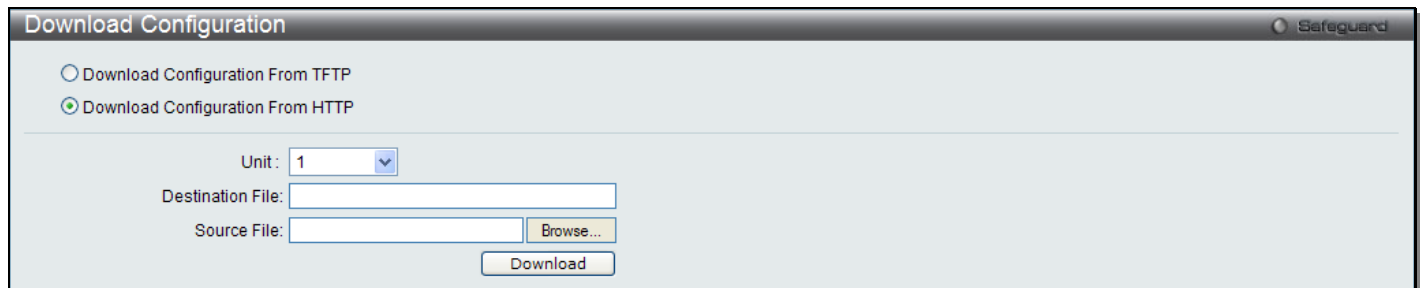 Download Configuration
Safeguard
Download Configuration From TFTP
Download Configuration From HTTP
Unit : 1
Destination File:
Source File: Browse...
Download